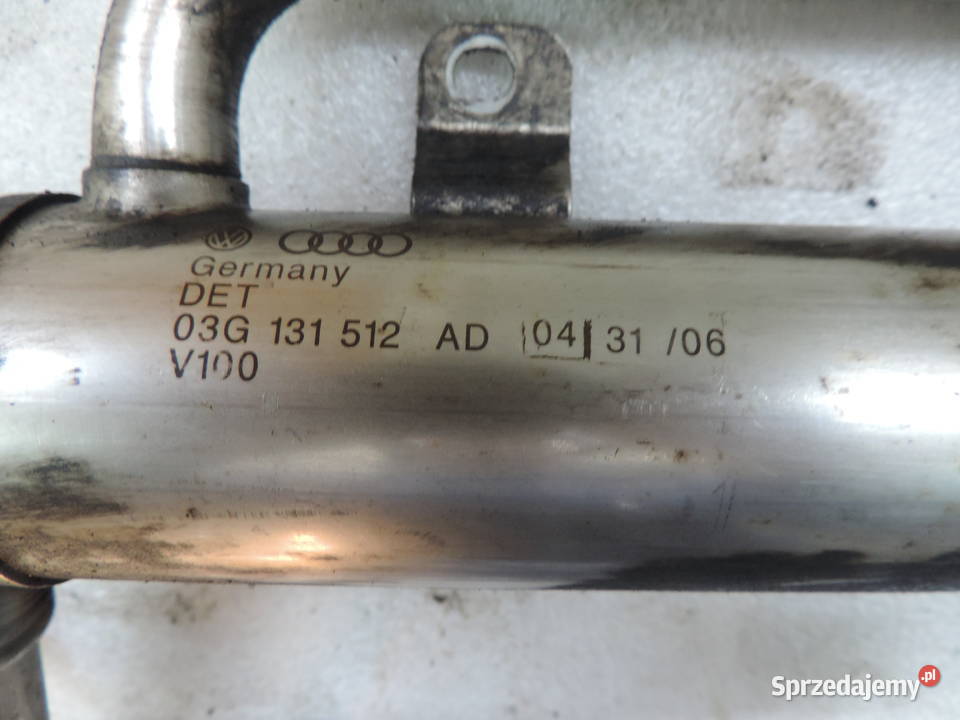 Germany
DET
03G 131 512 AD 04 31 /06
V100
Sprzedajemy.pl